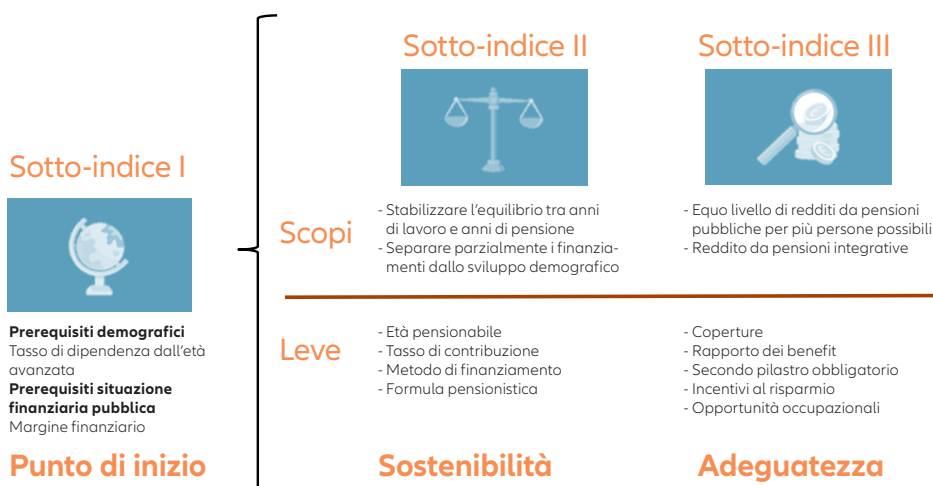 Sotto-indice I
Prerequisiti demografici
Tasso di dipendenza dall'età
avanzata
Prerequisiti situazione
finanziaria pubblica
Margine finanziario
Punto di inizio
Scopi
Leve
Sotto-indice II
- Stabilizzare l'equilibrio tra anni
di lavoro e anni di pensione
- Separare parzialmente i finanzia-
menti dallo sviluppo demografico
- Età pensionabile
- Tasso di contribuzione
- Metodo di finanziamento
- Formula pensionistica
Sostenibilità
Sotto-indice III
- Equo livello di redditi da pensioni
pubbliche per più persone possibili
- Reddito da pensioni integrative
- Coperture
- Rapporto dei benefit
- Secondo pilastro obbligatorio
- Incentivi al risparmio
- Opportunità occupazionali
Adeguatezza